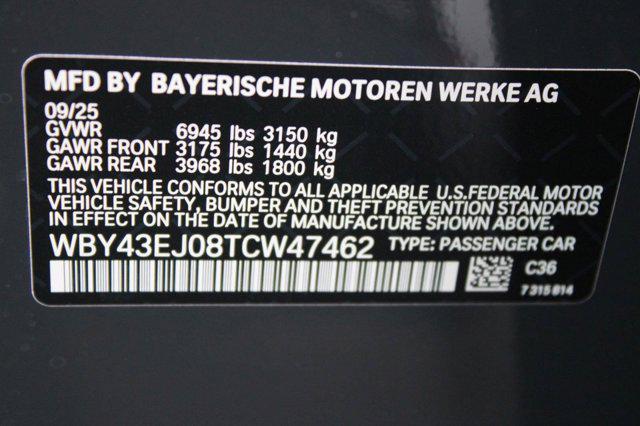 MFD BY BAYERISCHE MOTOREN WERKE AG
09/25
GVWR 6945 lbs 3150 kg
GAWR FRONT 3175 lbs 1440 kg
GAWR REAR 3968 lbs 1800 kg
THIS VEHICLE CONFORMS TO ALL APPLICABLE U.S.FEDERAL MOTOR
VEHICLE SAFETY, BUMPER AND THEFT PREVENTION STANDARDS
IN EFFECT ON THE DATE OF MANUFACTURE SHOWN ABOVE.
WBY43EJ08TCW47462 TYPE: PASSENGER CAR
C36
7 315 814